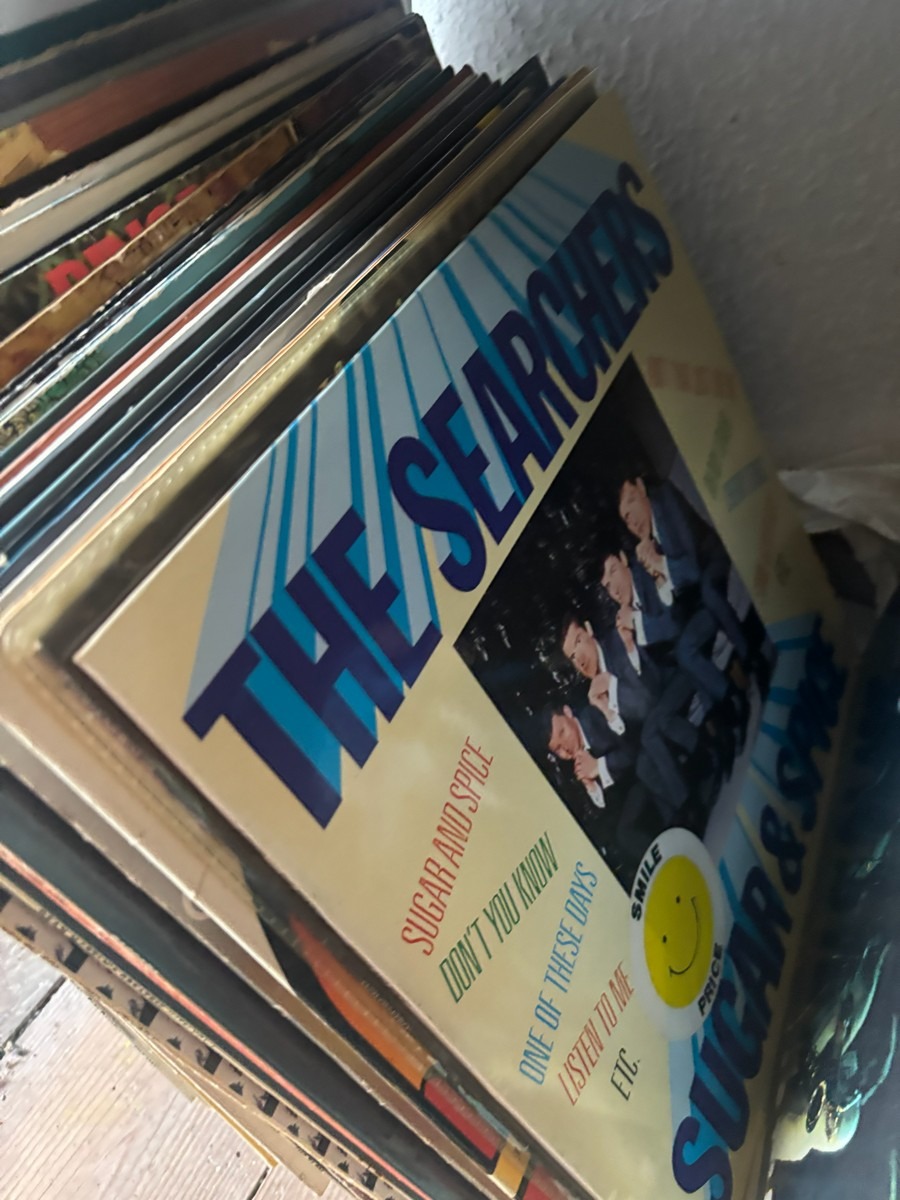 THE SEARCHERS
SUGAR AND SPICE
DON'T YOU KNOW
ONE OF THESE DAYS
LISTEN TO ME
ETC.
SMILE
PRICE
SUGAR & SPICE